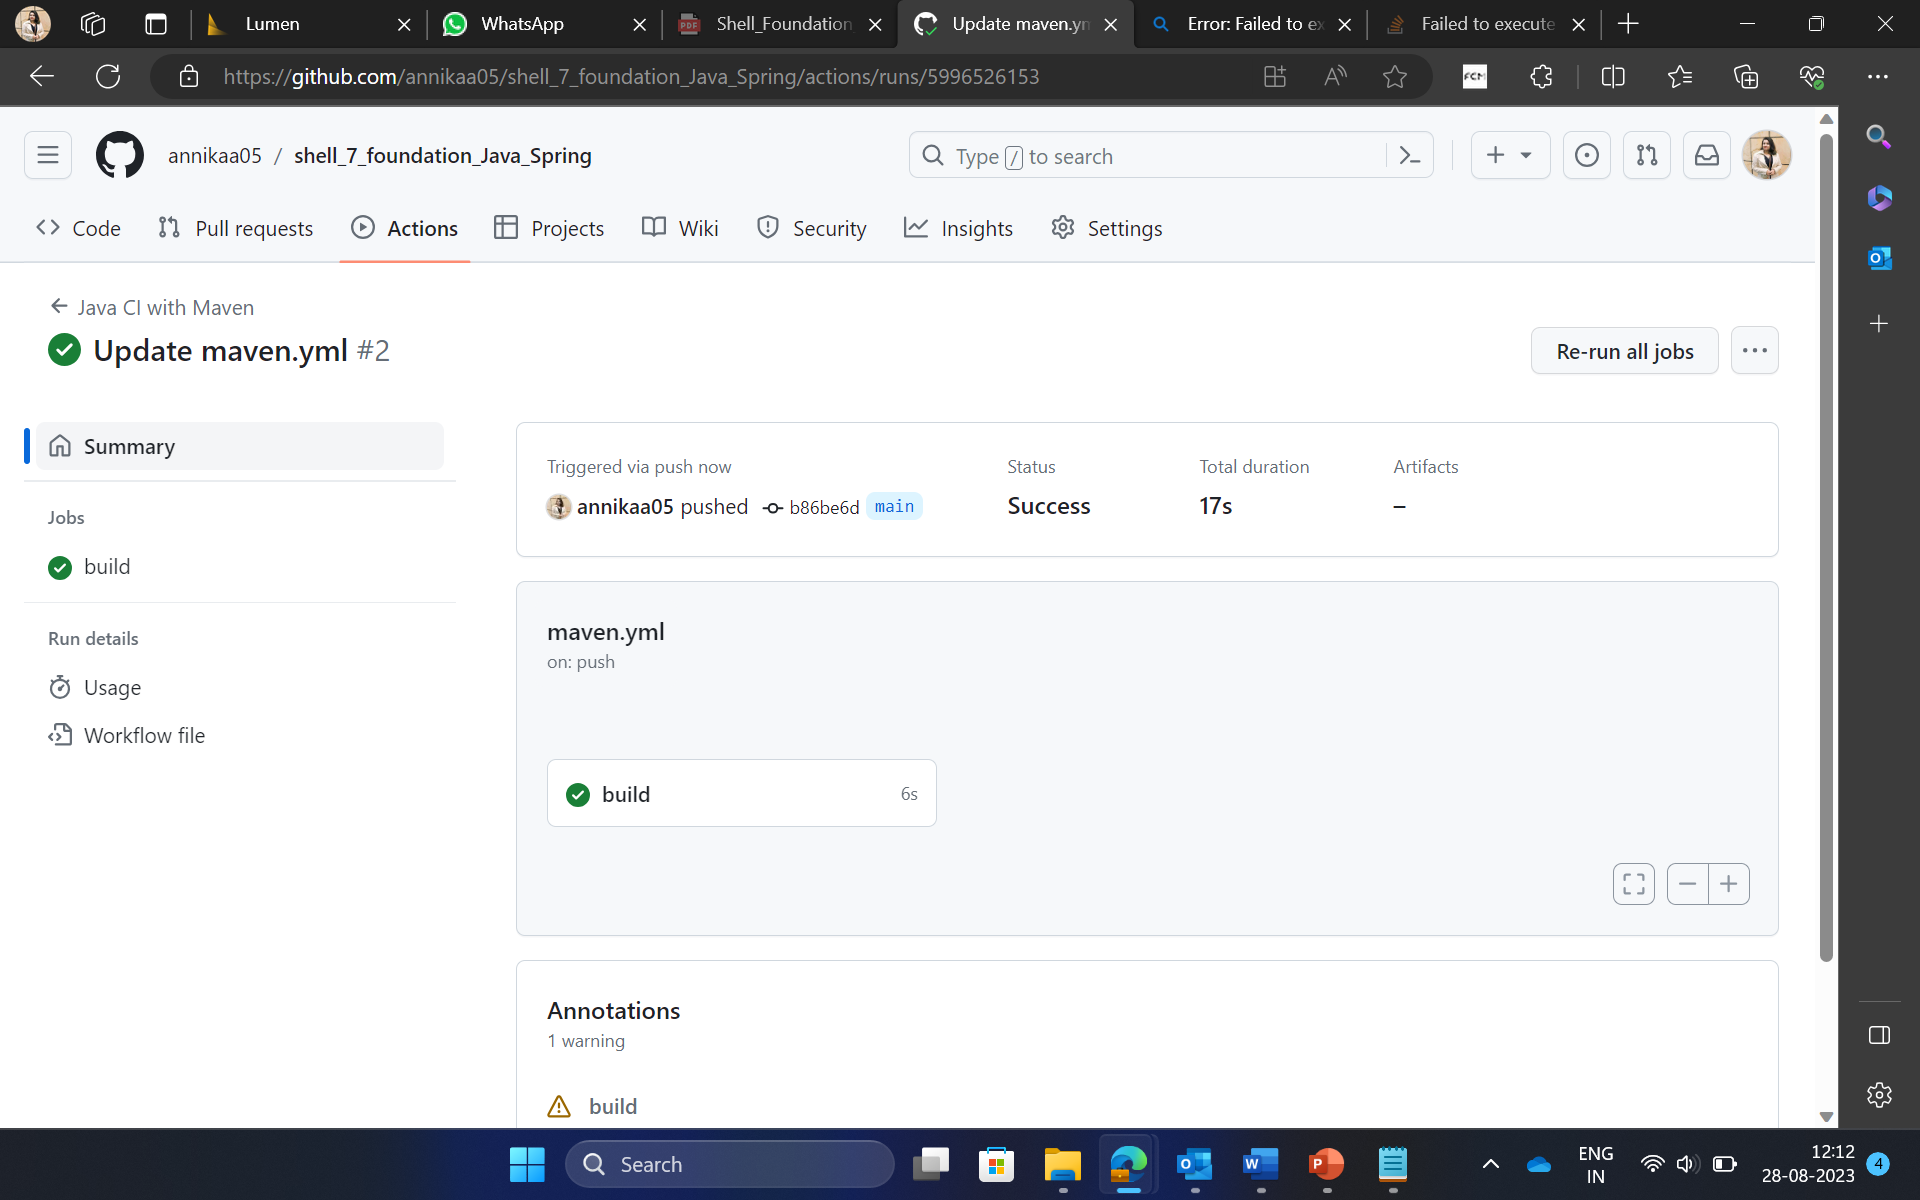 Lumen
WhatsApp
Shell_Foundation
Update maven.yn
Error: Failed to ex
Failed to execute
https://github.com/annikaa05/shell_7_foundation_Java_Spring/actions/runs/5996526153
FCM
annikaa05 / shell_7_foundation_Java_Spring
Type / to search
Code
Pull requests
Actions
Projects
Wiki
Security
Insights
Settings
Java CI with Maven
Update maven.yml #2
Re-run all jobs
Summary
Jobs
build
Run details
Usage
Workflow file
Triggered via push now
annikaa05 pushed b86be6d main
Status
Success
Total duration
17s
Artifacts
–
maven.yml
on: push
build 6s
Annotations
1 warning
build
Search
ENG
IN
12:12
28-08-2023
4